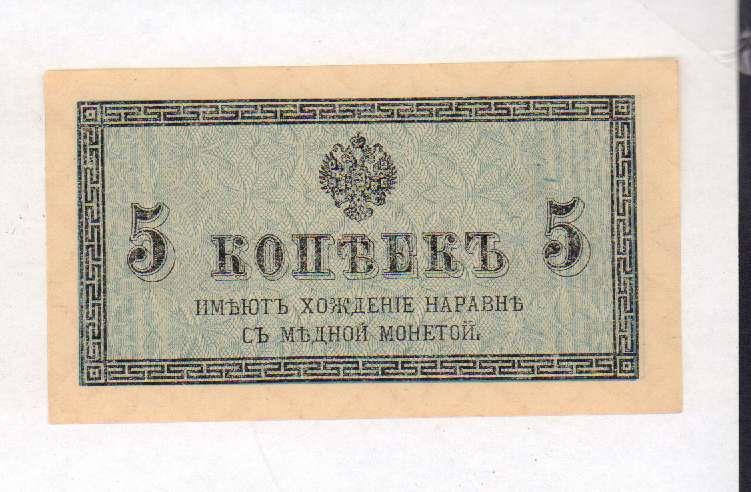 5 КОПѢЕКЪ 5
ИМѢЮТЪ ХОЖДЕНІЕ НАРАВНѢ
СЪ МѢДНОЙ МОНЕТОЙ.